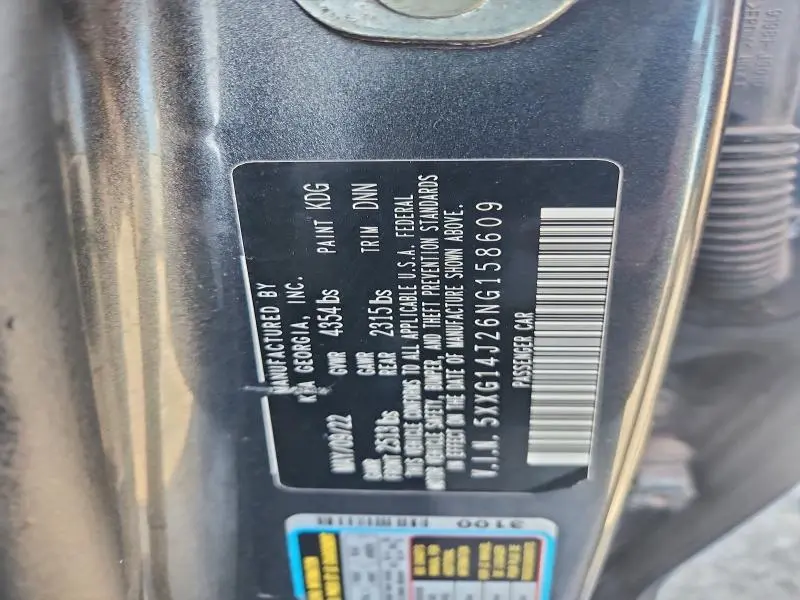 MANUFACTURED BY
KIA GEORGIA, INC.
MAY/09/22 GVWR 4354lbs PAINT KDG
GAWR FRONT 2513lbs GAWR REAR 2315lbs TRIM DNN
THIS VEHICLE CONFORMS TO ALL APPLICABLE U.S.A. FEDERAL
MOTOR VEHICLE SAFETY, BUMPER, AND THEFT PREVENTION STANDARDS
IN EFFECT ON THE DATE OF MANUFACTURE SHOWN ABOVE.
V.I.N. 5XXG14J26NG158609
PASSENGER CAR
3100